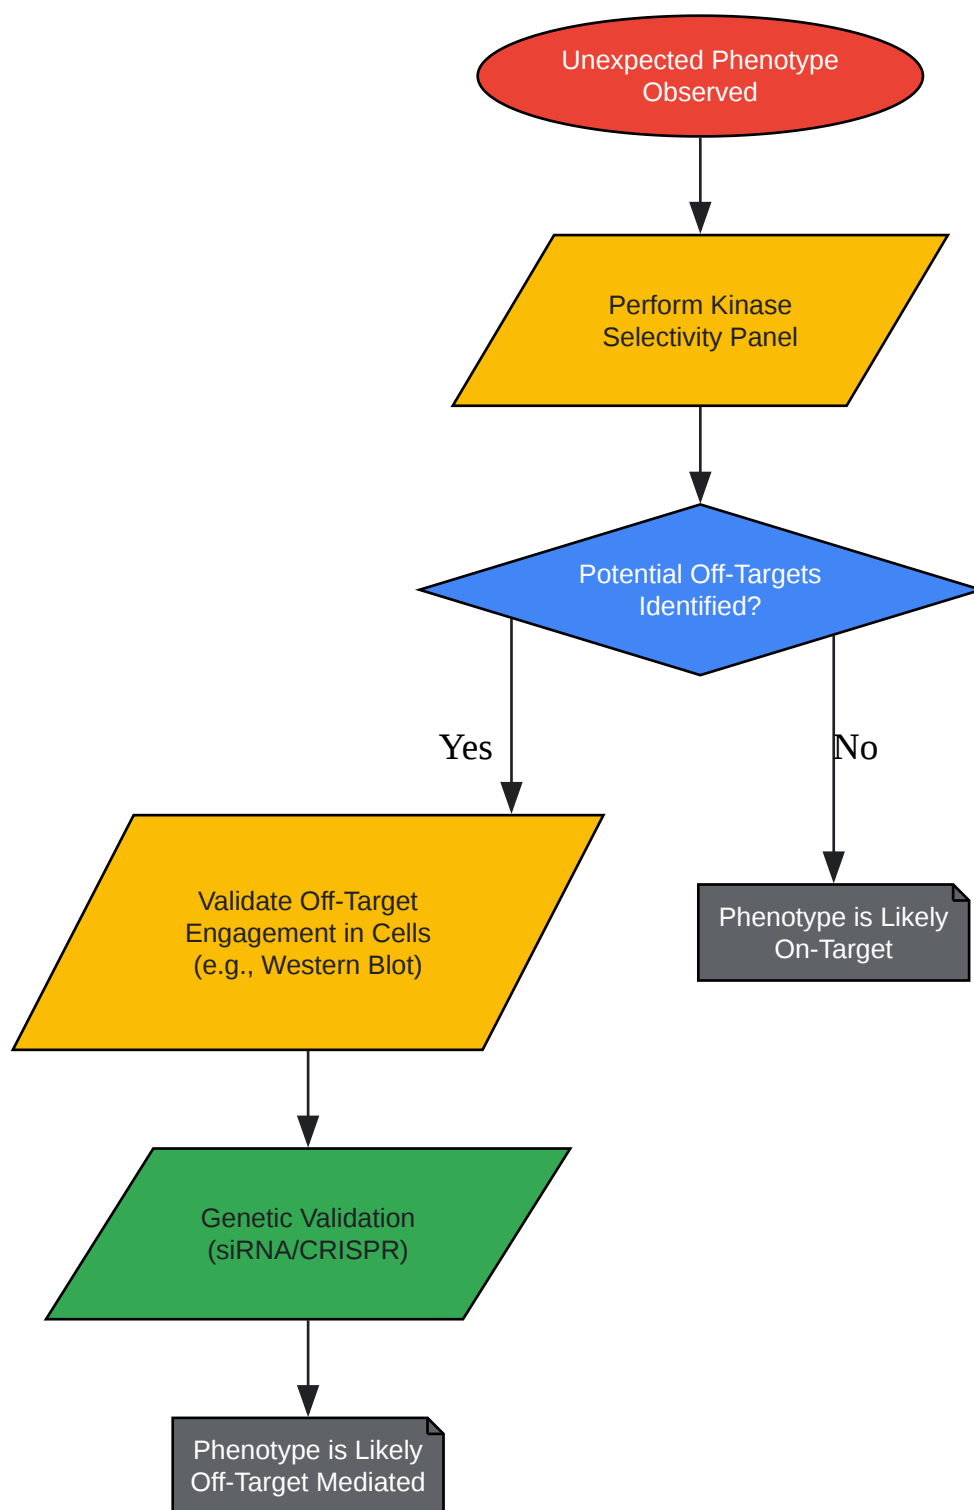 Unexpected Phenotype
Observed
Perform Kinase
Selectivity Panel
Potential Off-Targets
Identified?
Yes
No
Validate Off-Target
Engagement in Cells
(e.g., Western Blot)
Phenotype is Likely
On-Target
Genetic Validation
(siRNA/CRISPR)
Phenotype is Likely
Off-Target Mediated